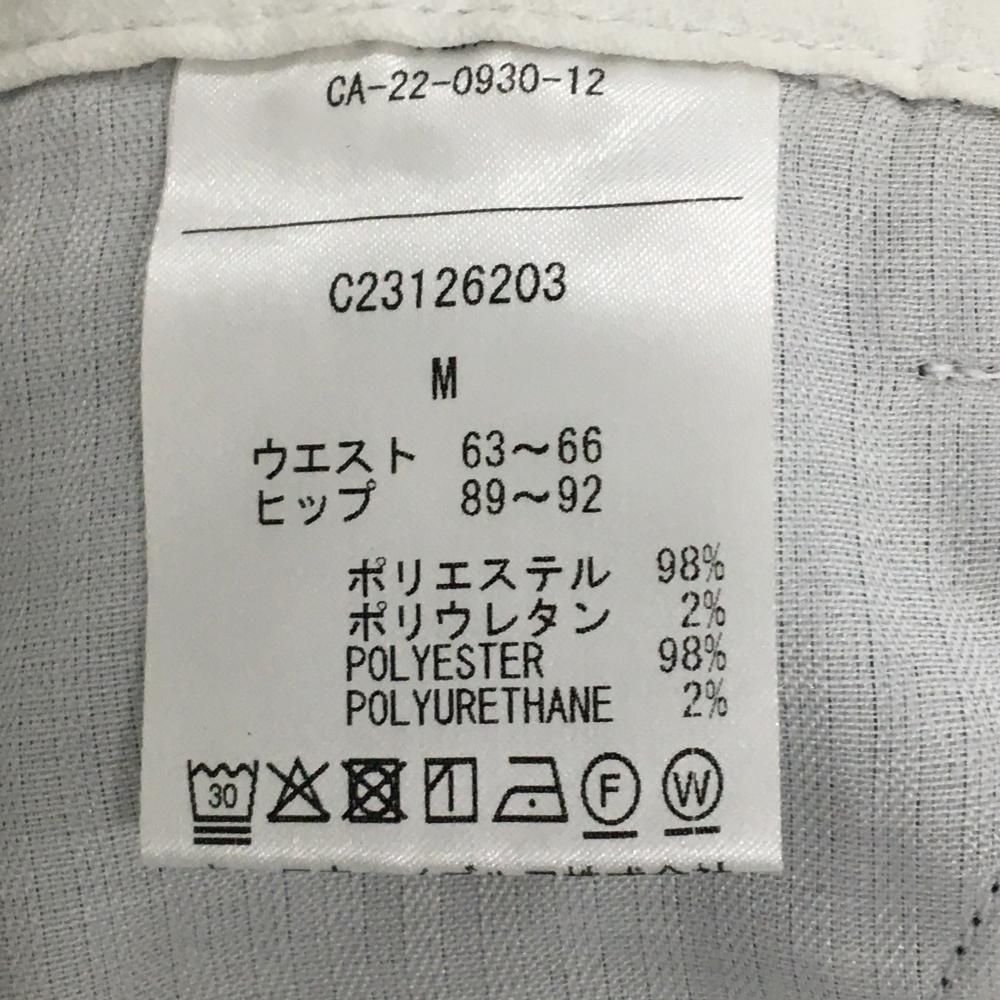 CA-22-0930-12
C23126203
M
ウエスト 63～66
ヒップ 89～92
ポリエステル 98%
ポリウレタン 2%
POLYESTER 98%
POLYURETHANE 2%
30 F W